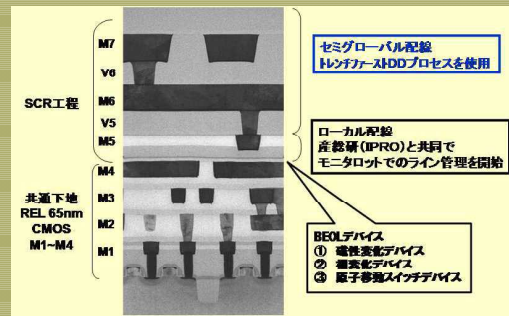 M7
V6
M6
V5
M5
M4
M3
M2
M1
SCR工程
共通下地
REL 65nm
CMOS
M1~M4
セミグローバル配線
トレンチファーストDDプロセスを使用
ローカル配線
産総研(IPRO)と共同で
モニタロットでのライン管理を開始
BEOLデバイス
① 磁性変化デバイス
② 相変化デバイス
③ 原子移動スイッチデバイス